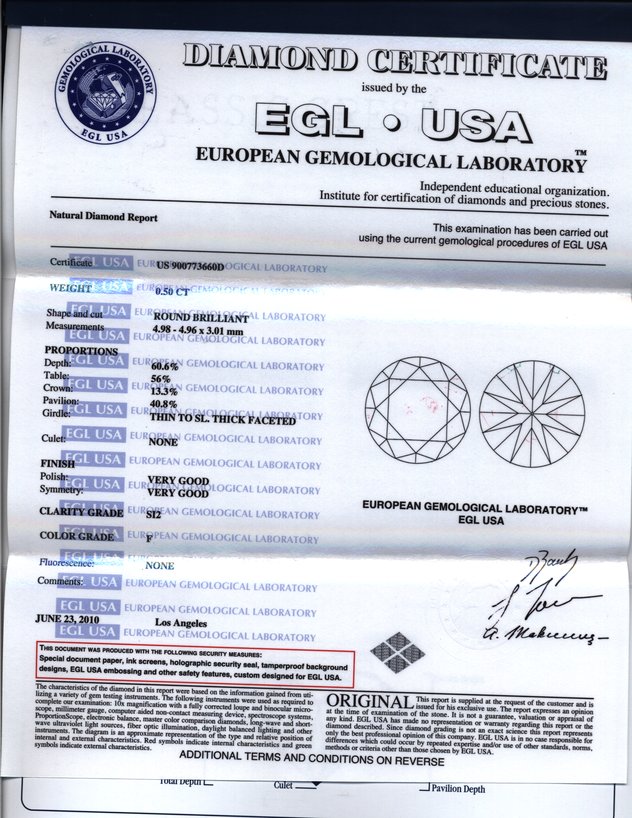 GEMOLOGICAL LABORATORY
EGL USA
DIAMOND CERTIFICATE
issued by the
EGL • USA
EUROPEAN GEMOLOGICAL LABORATORY™
Independent educational organization.
Institute for certification of diamonds and precious stones.
Natural Diamond Report
This examination has been carried out
using the current gemological procedures of EGL USA
Certificate US 900773660D
WEIGHT 0.50 CT
Shape and cut ROUND BRILLIANT
Measurements 4.98 - 4.96 x 3.01 mm
PROPORTIONS
Depth: 60.6%
Table: 56%
Crown: 13.3%
Pavilion: 40.8%
Girdle: THIN TO SL. THICK FACETED
Culet: NONE
FINISH
Polish: VERY GOOD
Symmetry: VERY GOOD
CLARITY GRADE SI2
COLOR GRADE F
Fluorescence: NONE
Comments:
JUNE 23, 2010 Los Angeles
EGL USA EUROPEAN GEMOLOGICAL LABORATORY
EUROPEAN GEMOLOGICAL LABORATORY™
EGL USA
THIS DOCUMENT WAS PRODUCED WITH THE FOLLOWING SECURITY MEASURES:
Special document paper, ink screens, holographic security seal, tamperproof background
designs, EGL USA embossing and other safety features, custom designed for EGL USA.
The characteristics of the diamond in this report were based on the information gained from uti-
lizing a variety of gem testing instruments. The following instruments were used to
complete our examination: 10x magnification with a fully corrected loupe and binocular micro-
scope, millimeter gauge, computer aided non-contact measuring device, spectroscope systems,
ProportionScope, electronic balance, master color comparison diamonds, long-wave and short-
wave ultraviolet light sources, fiber optic illumination, daylight balanced lighting and other
instruments. The diagram is an approximate representation of the type and relative position of
internal and external characteristics. Red symbols indicate internal characteristics and green
symbols indicate external characteristics.
ORIGINAL This report is supplied at the request of the customer and is
issued for his exclusive use. The report expresses an opinion
at the time of examination of the stone. It is not a guarantee, valuation or appraisal of
any kind. EGL USA has made no representation or warranty regarding this report or the
diamond described. Since diamond grading is not an exact science this report represents
only the best professional opinion of this company. EGL USA is in no case responsible for
differences which could occur by repeated expertise and/or use of other standards, norms,
methods or criteria other than those chosen by EGL USA.
ADDITIONAL TERMS AND CONDITIONS ON REVERSE
Total Depth
Culet
Pavilion Depth